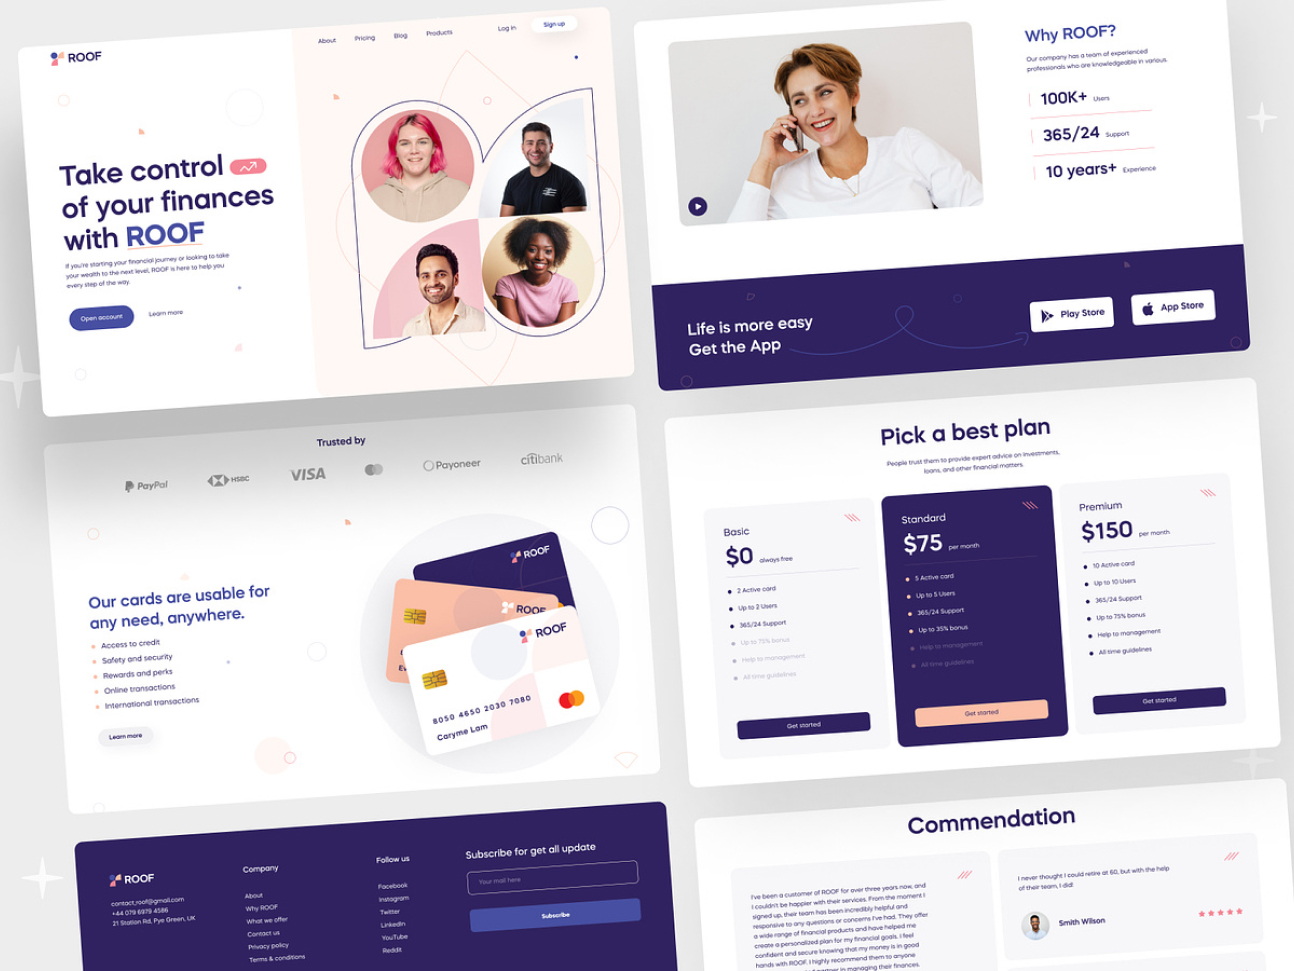 ROOF
About
Pricing
Blog
Products
Log in
Sign up
Take control
of your finances
with ROOF
If you're starting your financial journey or looking to take
your wealth to the next level, ROOF is here to help you
every step of the way.
Open account
Learn more
Why ROOF?
Our company has a team of experienced
professionals who are knowledgeable in various.
100K+ Users
365/24 Support
10 years+ Experience
Life is more easy
Get the App
Play Store
App Store
Trusted by
PayPal
HSBC
VISA
Payoneer
citibank
Our cards are usable for
any need, anywhere.
Access to credit
Safety and security
Rewards and perks
Online transactions
International transactions
Learn more
ROOF
ROOF
ROOF
8050 4650 2030 7080
Caryme Lam
Pick a best plan
People trust them to provide expert advice on investments,
loans, and other financial matters.
Basic
$0 always free
2 Active card
Up to 2 Users
365/24 Support
Up to 75% bonus
Help to management
All time guidelines
Get started
Standard
$75 per month
5 Active card
Up to 5 Users
365/24 Support
Up to 35% bonus
Help to management
All time guidelines
Get started
Premium
$150 per month
10 Active card
Up to 10 Users
365/24 Support
Up to 75% bonus
Help to management
All time guidelines
Get started
ROOF
contact,roof@gmail.com
+44 079 6979 4586
21 Station Rd, Pye Green, UK
Company
About
Why ROOF
What we offer
Contact us
Privacy policy
Terms & conditions
Follow us
Facebook
Instagram
Twitter
LinkedIn
YouTube
Reddit
Subscribe for get all update
Your mail here
Subscribe
Commendation
I've been a customer of ROOF for over three years now, and
I couldn't be happier with their services. From the moment I
signed up, their team has been incredibly helpful and
responsive to any questions or concerns I've had. They offer
a wide range of financial products and have helped me
create a personalized plan for my financial goals. I feel
confident and secure knowing that my money is in good
hands with ROOF. I highly recommend them to anyone
partner in managing their finances.
I never thought I could retire at 60, but with the help
of their team, I did!
Smith Wilson